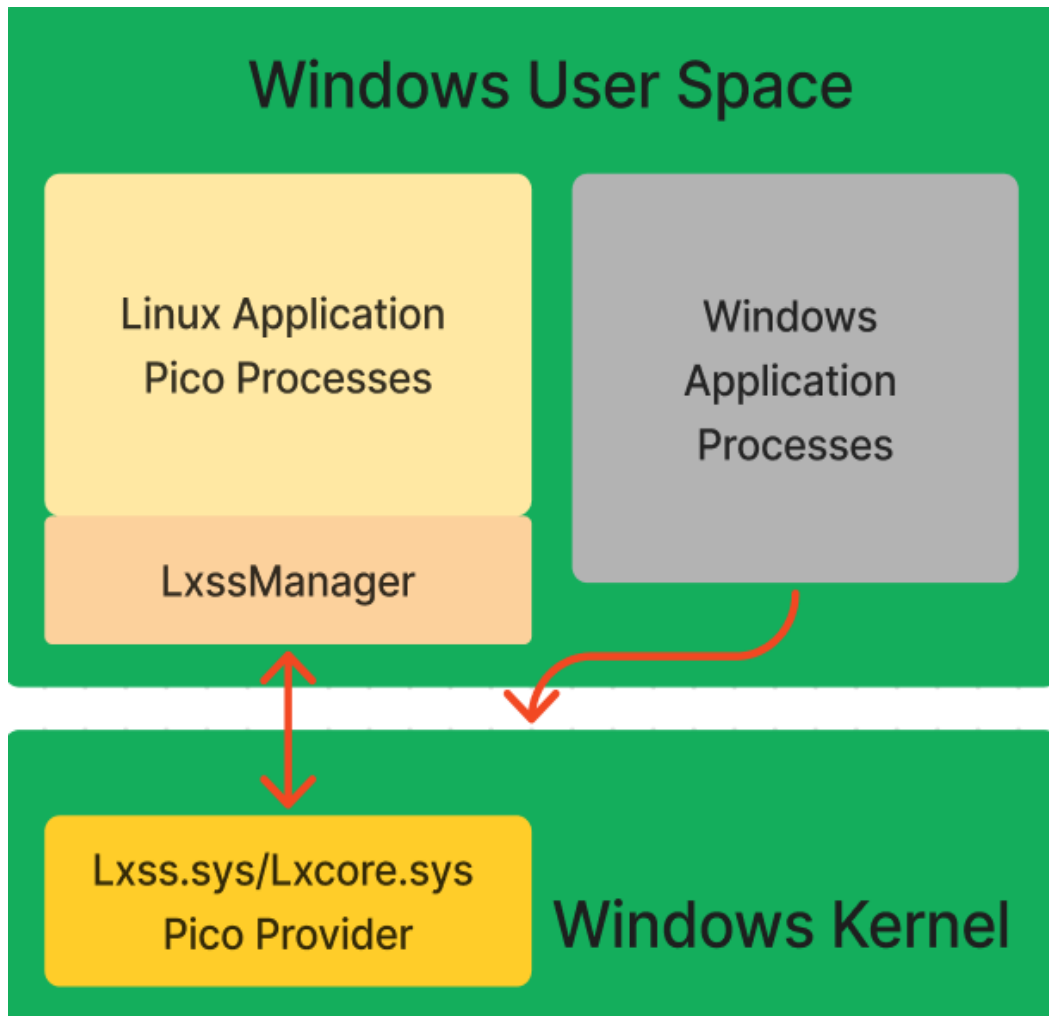 Windows User Space
Linux Application
Pico Processes
LxssManager
Windows
Application
Processes
Lxss.sys/Lxcore.sys
Pico Provider
Windows Kernel